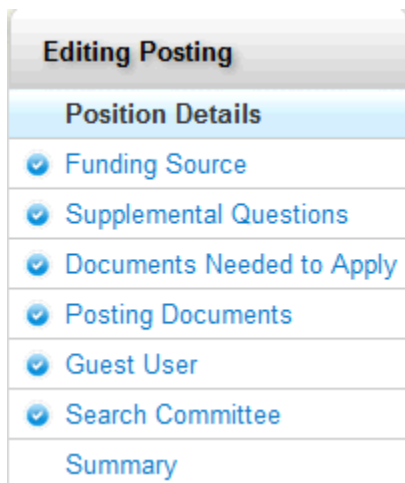 Editing Posting
Position Details
Funding Source
Supplemental Questions
Documents Needed to Apply
Posting Documents
Guest User
Search Committee
Summary